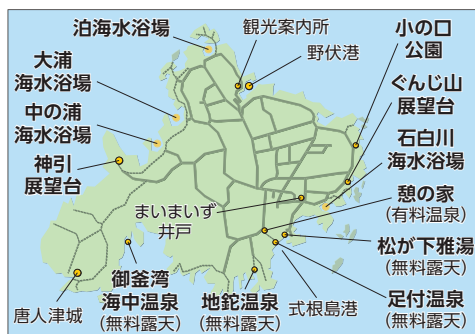 泊海水浴場
観光案内所
野伏港
小の口
公園
大浦
海水浴場
ぐんじ山
展望台
中の浦
海水浴場
石白川
海水浴場
神引
展望台
まいまいず
井戸
憩の家
(有料温泉)
松が下雅湯
(無料露天)
御釜湾
海中温泉
(無料露天)
地鉈温泉
(無料露天)
式根島港
足付温泉
(無料露天)
唐人津城